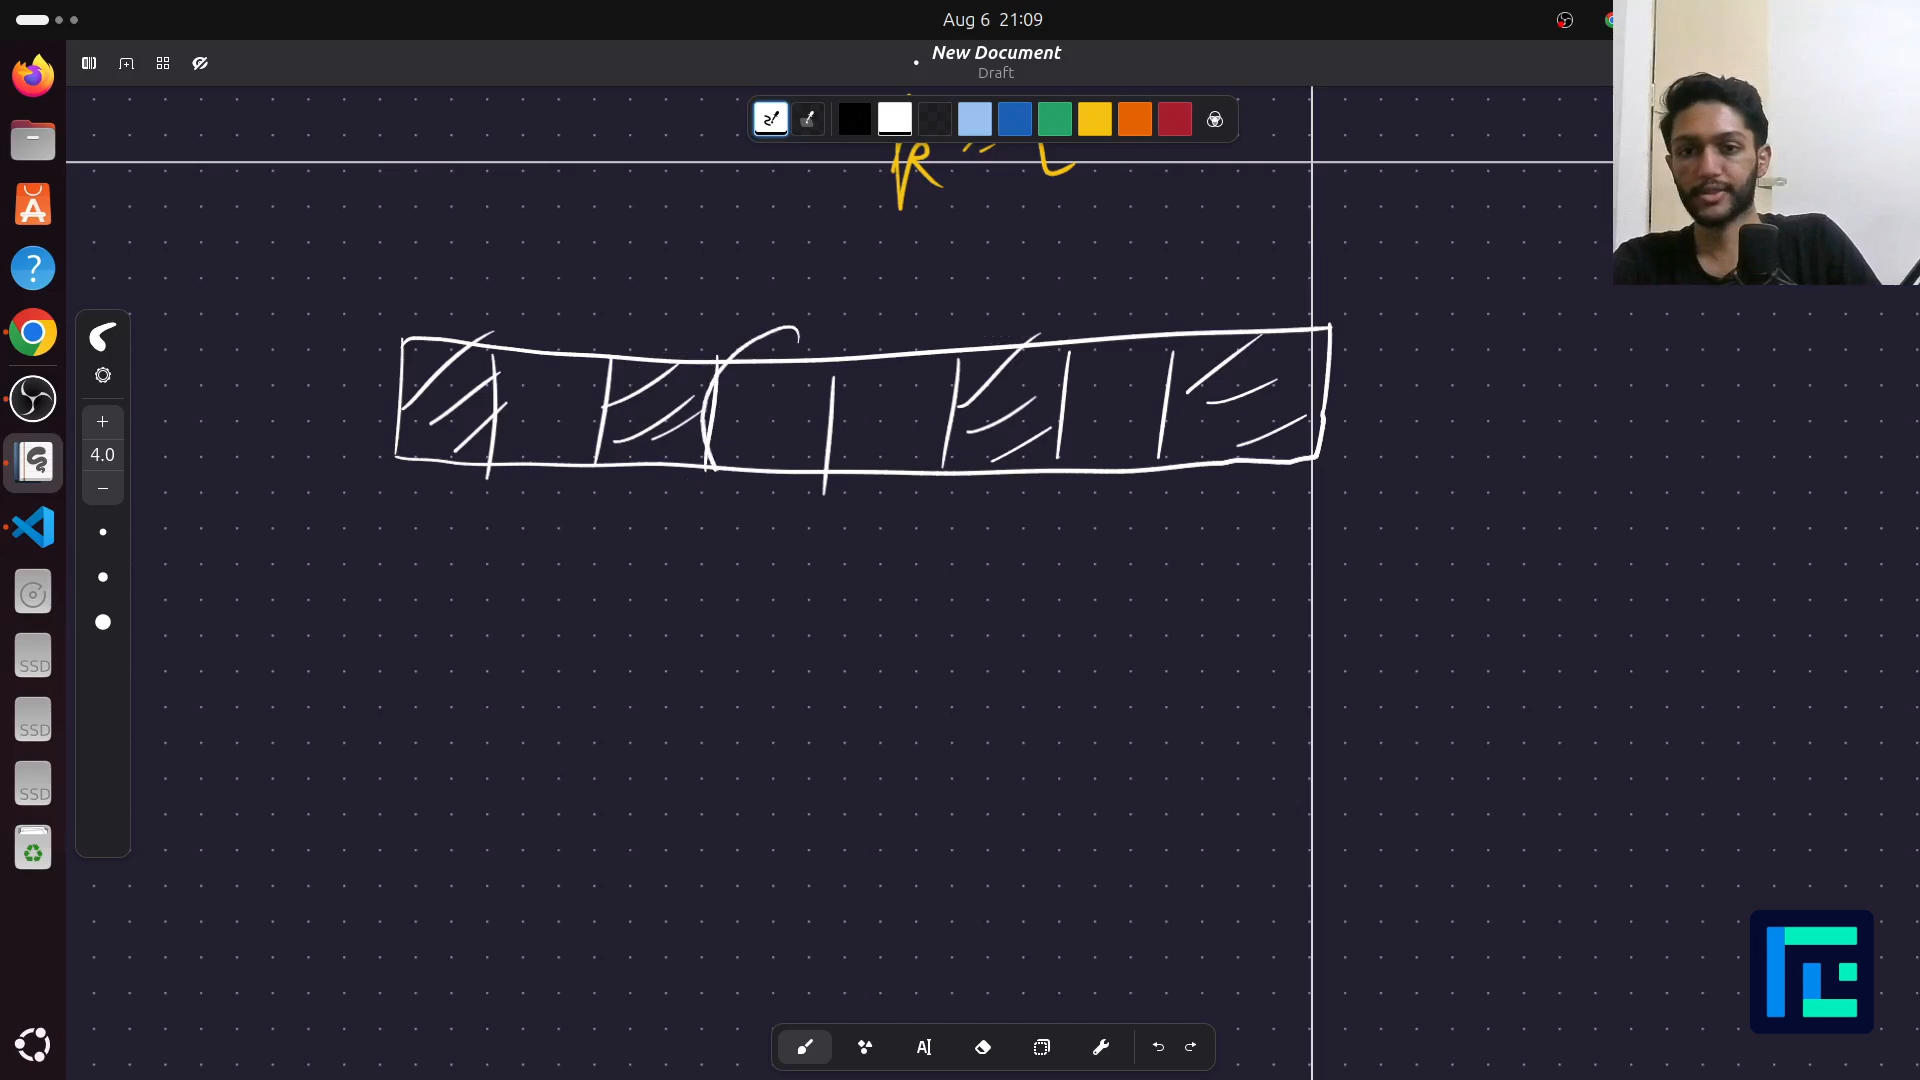 Aug 6 21:09
New Document
Draft
4.0
SSD
SSD
SSD